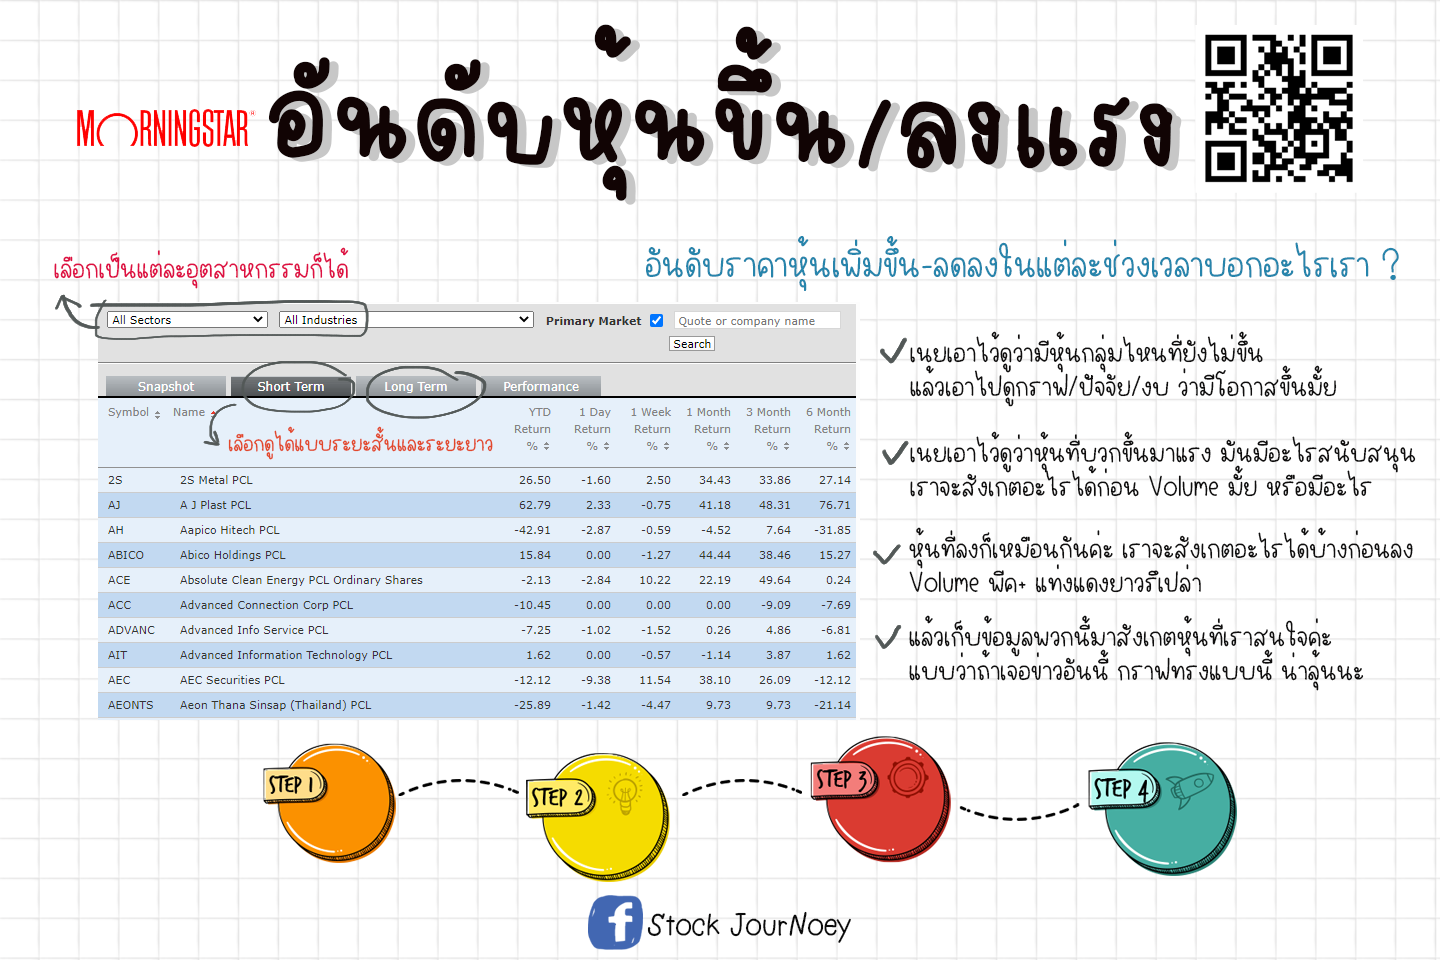 MORNINGSTAR
อันดับหุ้นขึ้น/ลงแรง
เลือกเป็นแต่ละอุตสาหกรรมก็ได้
อันดับราคาหุ้นเพิ่มขึ้น-ลดลงในแต่ละช่วงเวลาบอกอะไรเรา ?
All Sectors All Industries Primary Market Quote or company name
Search
Snapshot Short Term Long Term Performance
Symbol Name YTD Return % 1 Day Return % 1 Week Return % 1 Month Return % 3 Month Return % 6 Month Return %
เลือกดูได้แบบระยะสั้นและระยะยาว
2S 2S Metal PCL 26.50 -1.60 2.50 34.43 33.86 27.14
AJ A J Plast PCL 62.79 2.33 -0.75 41.18 48.31 76.71
AH Aapico Hitech PCL -42.91 -2.87 -0.59 -4.52 7.64 -31.85
ABICO Abico Holdings PCL 15.84 0.00 -1.27 44.44 38.46 15.27
ACE Absolute Clean Energy PCL Ordinary Shares -2.13 -2.84 10.22 22.19 49.64 0.24
ACC Advanced Connection Corp PCL -10.45 0.00 0.00 0.00 -9.09 -7.69
ADVANC Advanced Info Service PCL -7.25 -1.02 -1.52 0.26 4.86 -6.81
AIT Advanced Information Technology PCL 1.62 0.00 -0.57 -1.14 3.87 1.62
AEC AEC Securities PCL -12.12 -9.38 11.54 38.10 26.09 -12.12
AEONTS Aeon Thana Sinsap (Thailand) PCL -25.89 -1.42 -4.47 9.73 9.73 -21.14
เนยเอาไว้ดูว่ามีหุ้นกลุ่มไหนที่ยังไม่ขึ้น
แล้วเอาไปดูกราฟ/ปัจจัย/งบ ว่ามีโอกาสขึ้นมั้ย
เนยเอาไว้ดูว่าหุ้นที่บวกขึ้นมาแรง มันมีอะไรสนับสนุน
เราจะสังเกตอะไรได้ก่อน Volume มั้ย หรือมีอะไร
หุ้นที่ลงก็เหมือนกันค่ะ เราจะสังเกตอะไรได้บ้างก่อนลง
Volume พีค+ แท่งแดงยาวรึเปล่า
แล้วเก็บข้อมูลพวกนี้มาสังเกตหุ้นที่เราสนใจค่ะ
แบบว่าถ้าเจอข่าวอันนี้ กราฟทรงแบบนี้ น่าลุ้นนะ
STEP 1
STEP 2
STEP 3
STEP 4
f Stock JourNoey